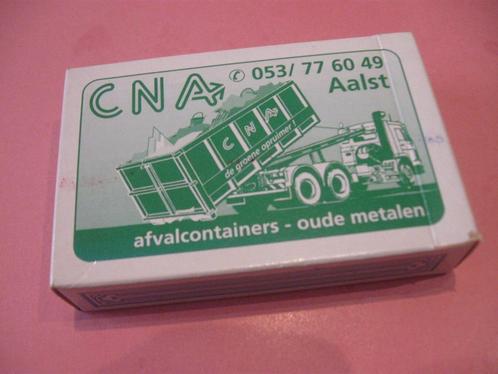 CNA ✆ 053/ 77 60 49
Aalst
CNA
de groene opruimer !
afvalcontainers - oude metalen